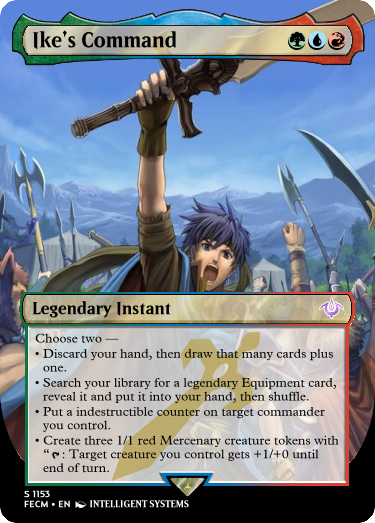 Ike's Command
Legendary Instant
Choose two —
• Discard your hand, then draw that many cards plus
one.
• Search your library for a legendary Equipment card,
reveal it and put it into your hand, then shuffle.
• Put a indestructible counter on target commander
you control.
• Create three 1/1 red Mercenary creature tokens with
“: Target creature you control gets +1/+0 until
end of turn.
S 1153
FECM • EN INTELLIGENT SYSTEMS